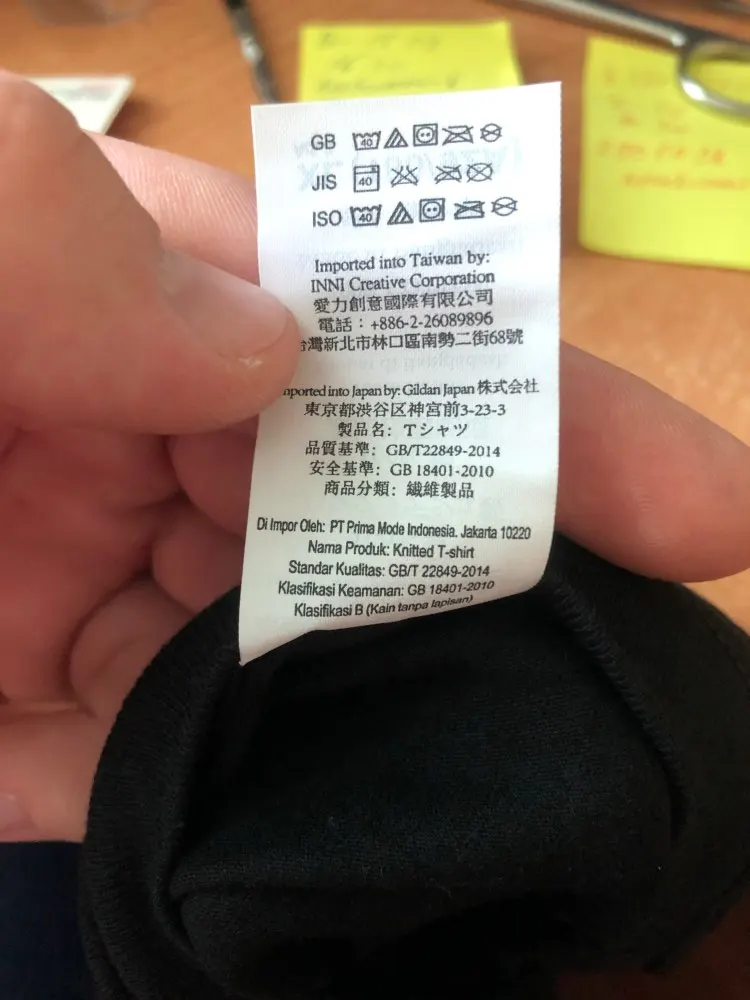 GB 40
JIS 40
ISO 40
Imported into Taiwan by:
INNI Creative Corporation
愛力創意國際有限公司
電話：+886-2-26089896
台灣新北市林口區南勢二街68號
mported into Japan by: Gildan Japan 株式会社
東京都渋谷区神宮前3-23-3
製品名：Tシャツ
品質基準：GB/T22849-2014
安全基準：GB 18401-2010
商品分類：繊維製品
Di Impor Oleh: PT Prima Mode Indonesia. Jakarta 10220
Nama Produk: Knitted T-shirt
Standar Kualitas: GB/T 22849-2014
Klasifikasi Keamanan: GB 18401-2010
Klasifikasi B (Kain tanpa lapisan)